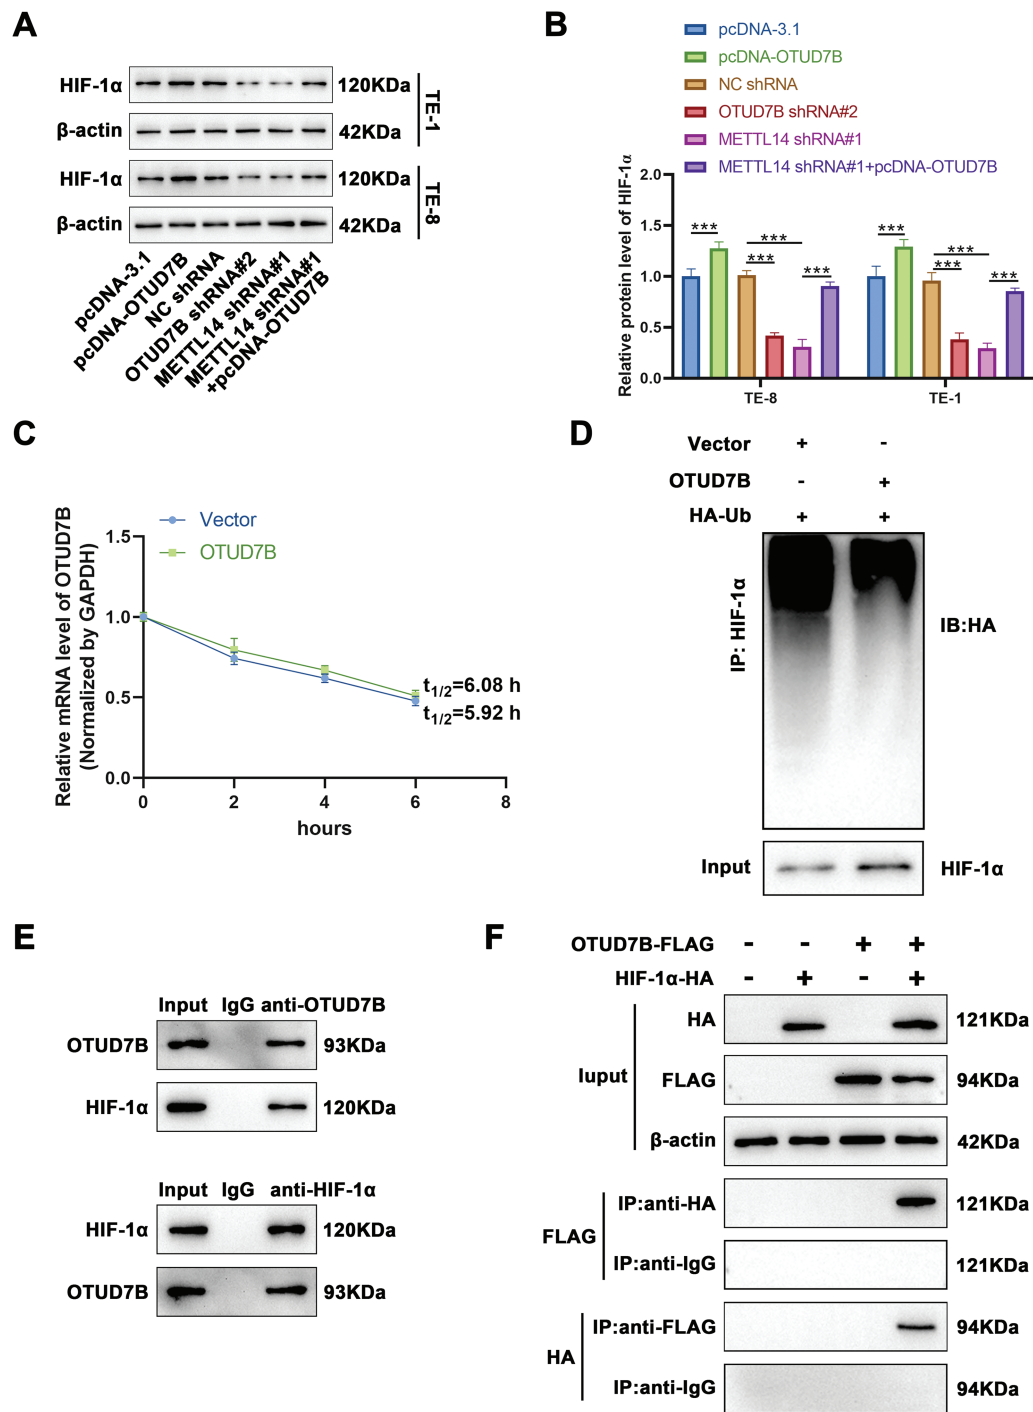 A
HIF-1α
120KDa
β-actin
42KDa
TE-1
HIF-1α
120KDa
β-actin
42KDa
TE-8
pcDNA-3.1
pcDNA-OTUD7B
NC shRNA
OTUD7B shRNA#2
METTL14 shRNA#1
METTL14 shRNA#1
+pcDNA-OTUD7B
B
pcDNA-3.1
pcDNA-OTUD7B
NC shRNA
OTUD7B shRNA#2
METTL14 shRNA#1
METTL14 shRNA#1+pcDNA-OTUD7B
Relative protein level of HIF-1α
2.0
1.5
1.0
0.5
0.0
*** *** *** ***
*** *** *** ***
TE-8 TE-1
C
Vector
OTUD7B
Relative mRNA level of OTUD7B
(Normalized by GAPDH)
1.5
1.0
0.5
0.0
t1/2=6.08 h
t1/2=5.92 h
0 2 4 6 8
hours
D
Vector + -
OTUD7B - +
HA-Ub + +
IP: HIF-1α
IB:HA
Input HIF-1α
E
Input IgG anti-OTUD7B
OTUD7B 93KDa
HIF-1α 120KDa
Input IgG anti-HIF-1α
HIF-1α 120KDa
OTUD7B 93KDa
F
OTUD7B-FLAG - - + +
HIF-1α-HA - + - +
Iuput
HA 121KDa
FLAG 94KDa
β-actin 42KDa
FLAG
IP:anti-HA 121KDa
IP:anti-IgG 121KDa
HA
IP:anti-FLAG 94KDa
IP:anti-IgG 94KDa